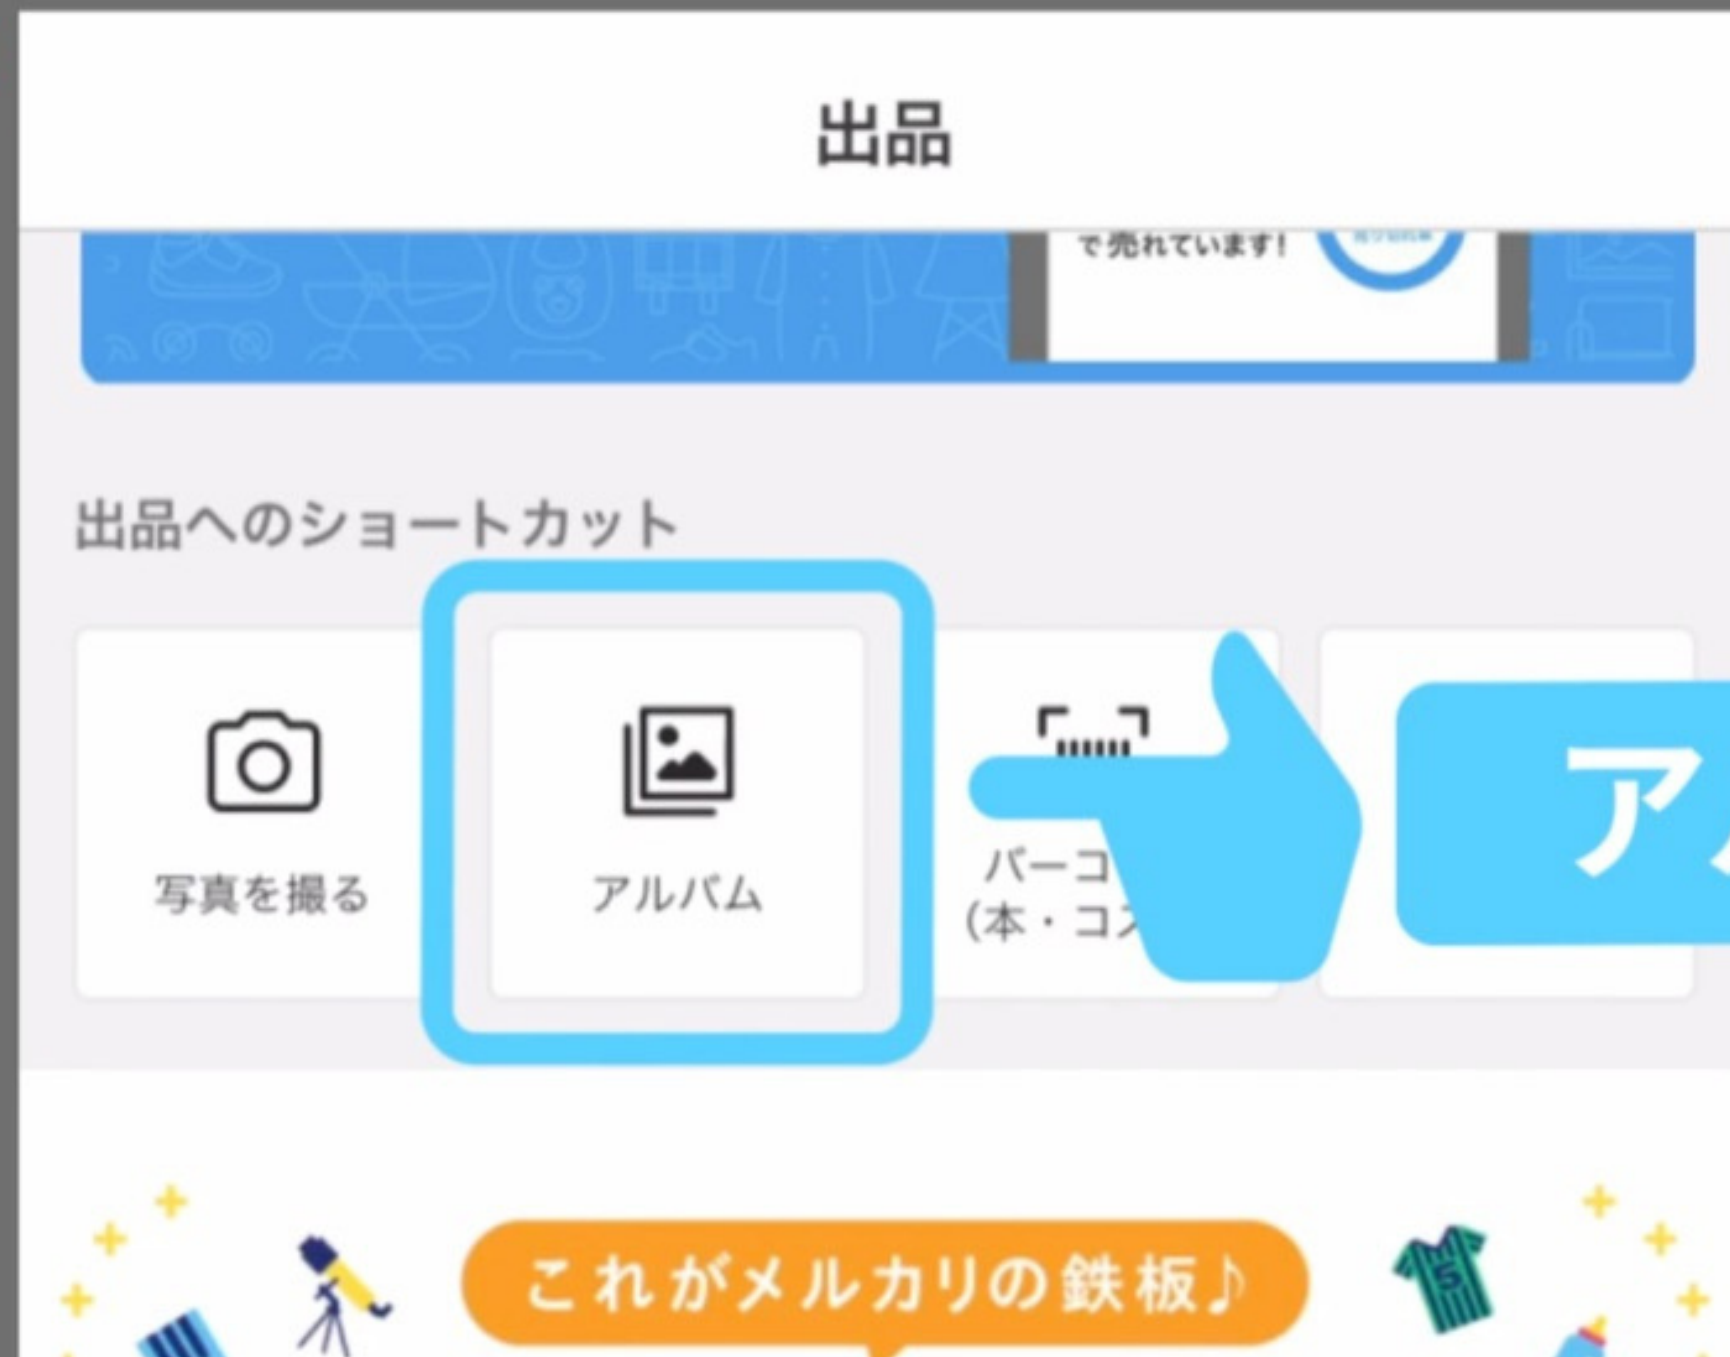 出品
で売れています!
出品へのショートカット
写真を撮る
アルバム
バーコ
(本・コス
ア
これがメルカリの鉄板♪
5